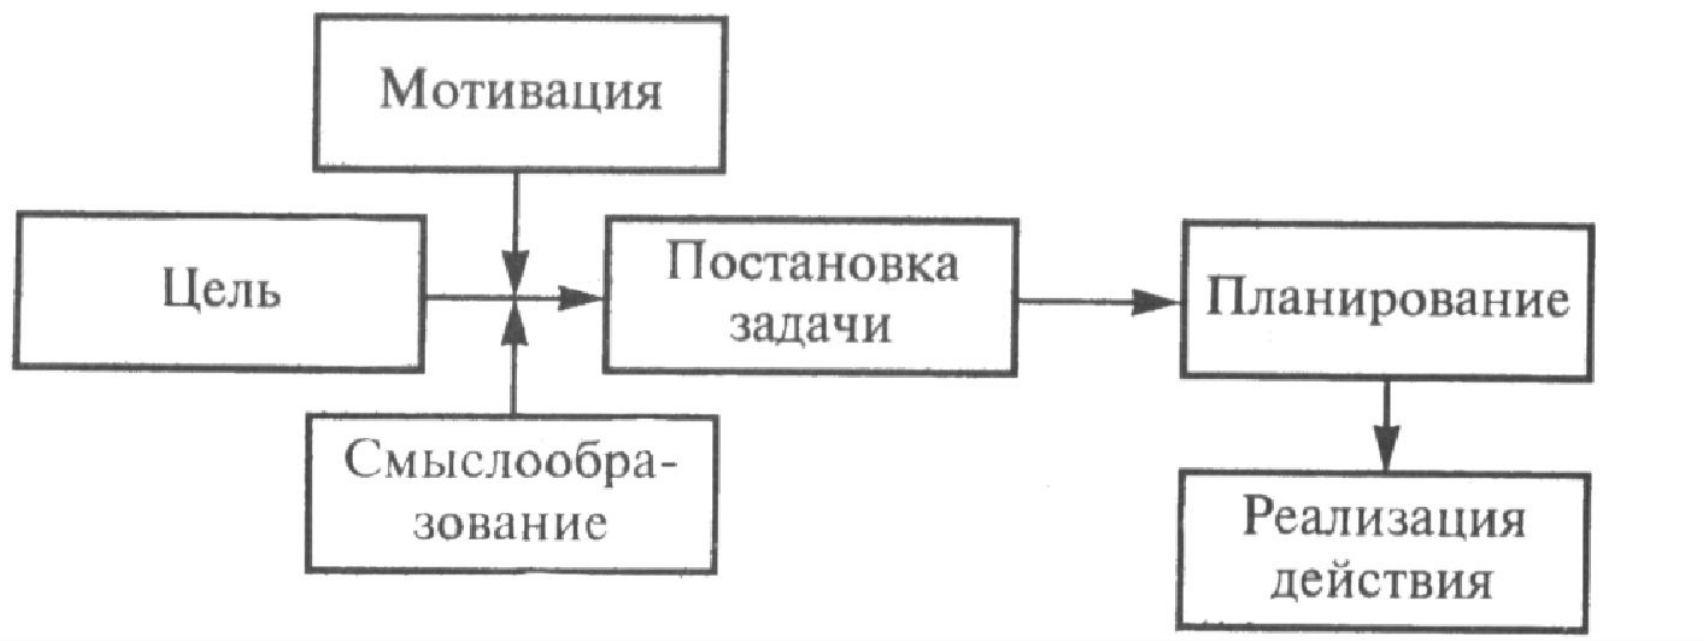 Мотивация
Цель
Постановка
задачи
Планирование
Смыслообра-
зование
Реализация
действия